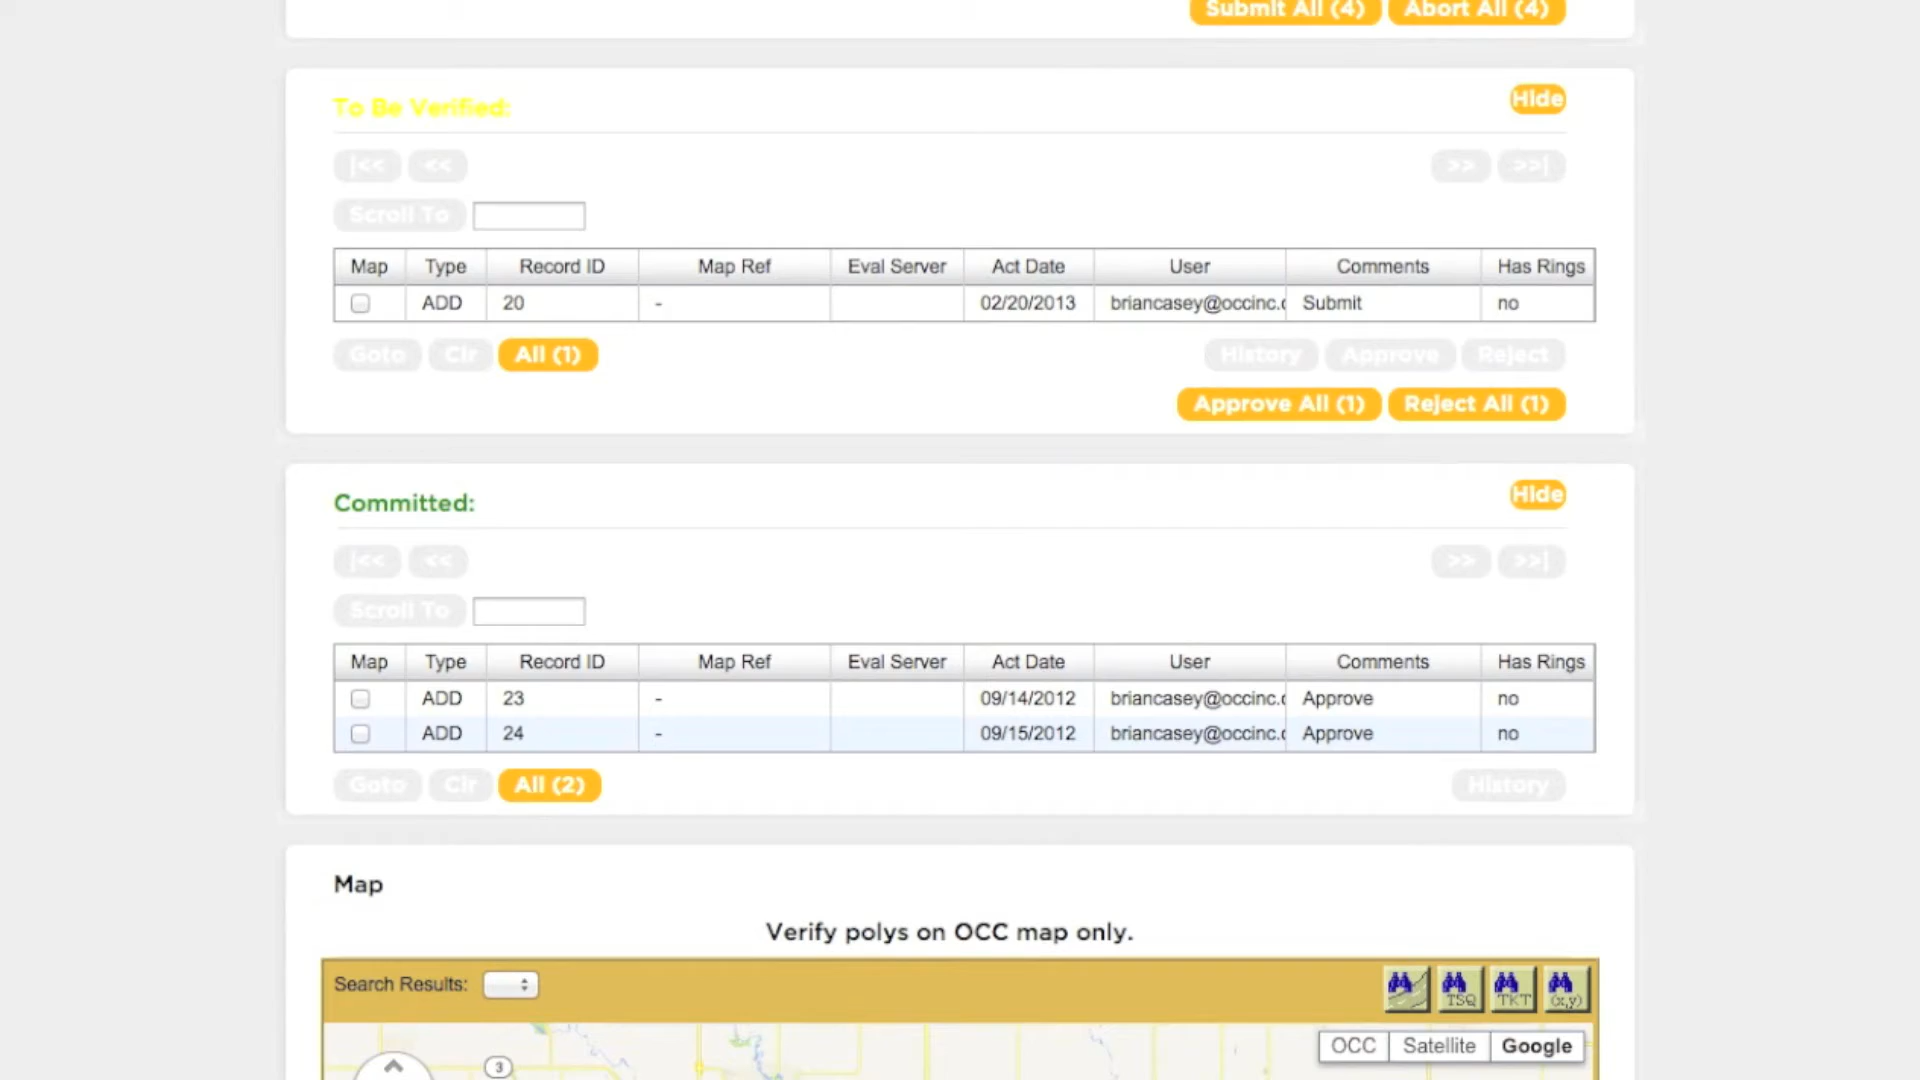 Submit All (4) Abort All (4)
To Be Verified: Hide
|<< << >> >>|
Scroll To
Map Type Record ID Map Ref Eval Server Act Date User Comments Has Rings
ADD 20 - 02/20/2013 briancasey@occinc.c Submit no
Goto Clr All (1) History Approve Reject
Approve All (1) Reject All (1)
Committed: Hide
|<< << >> >>|
Scroll To
Map Type Record ID Map Ref Eval Server Act Date User Comments Has Rings
ADD 23 - 09/14/2012 briancasey@occinc.c Approve no
ADD 24 - 09/15/2012 briancasey@occinc.c Approve no
Goto Clr All (2) History
Map
Verify polys on OCC map only.
Search Results: TSQ TKT (x,y)
OCC Satellite Google
3